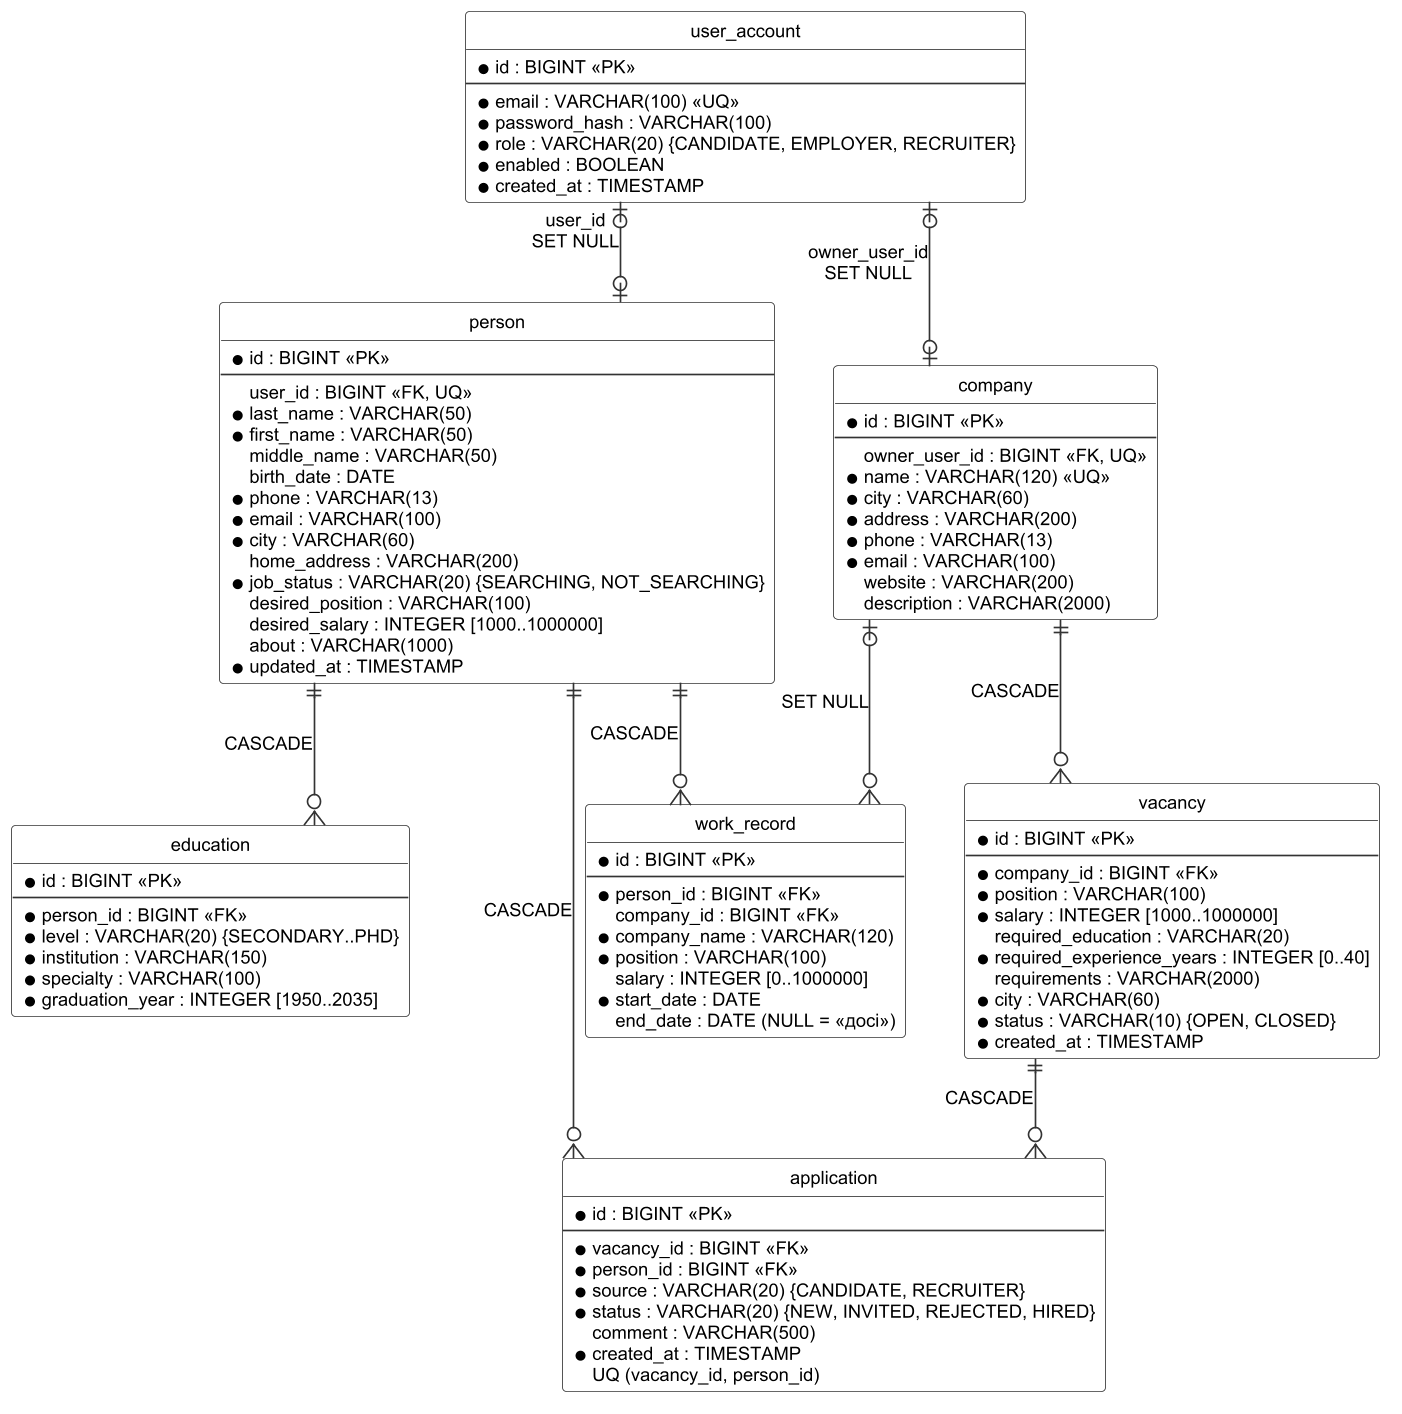 user_account
id : BIGINT «PK»
email : VARCHAR(100) «UQ»
password_hash : VARCHAR(100)
role : VARCHAR(20) {CANDIDATE, EMPLOYER, RECRUITER}
enabled : BOOLEAN
created_at : TIMESTAMP
user_id
SET NULL
owner_user_id
SET NULL
person
id : BIGINT «PK»
user_id : BIGINT «FK, UQ»
last_name : VARCHAR(50)
first_name : VARCHAR(50)
middle_name : VARCHAR(50)
birth_date : DATE
phone : VARCHAR(13)
email : VARCHAR(100)
city : VARCHAR(60)
home_address : VARCHAR(200)
job_status : VARCHAR(20) {SEARCHING, NOT_SEARCHING}
desired_position : VARCHAR(100)
desired_salary : INTEGER [1000..1000000]
about : VARCHAR(1000)
updated_at : TIMESTAMP
company
id : BIGINT «PK»
owner_user_id : BIGINT «FK, UQ»
name : VARCHAR(120) «UQ»
city : VARCHAR(60)
address : VARCHAR(200)
phone : VARCHAR(13)
email : VARCHAR(100)
website : VARCHAR(200)
description : VARCHAR(2000)
CASCADE
CASCADE
CASCADE
SET NULL
CASCADE
education
id : BIGINT «PK»
person_id : BIGINT «FK»
level : VARCHAR(20) {SECONDARY..PHD}
institution : VARCHAR(150)
specialty : VARCHAR(100)
graduation_year : INTEGER [1950..2035]
work_record
id : BIGINT «PK»
person_id : BIGINT «FK»
company_id : BIGINT «FK»
company_name : VARCHAR(120)
position : VARCHAR(100)
salary : INTEGER [0..1000000]
start_date : DATE
end_date : DATE (NULL = «досі»)
vacancy
id : BIGINT «PK»
company_id : BIGINT «FK»
position : VARCHAR(100)
salary : INTEGER [1000..1000000]
required_education : VARCHAR(20)
required_experience_years : INTEGER [0..40]
requirements : VARCHAR(2000)
city : VARCHAR(60)
status : VARCHAR(10) {OPEN, CLOSED}
created_at : TIMESTAMP
CASCADE
application
id : BIGINT «PK»
vacancy_id : BIGINT «FK»
person_id : BIGINT «FK»
source : VARCHAR(20) {CANDIDATE, RECRUITER}
status : VARCHAR(20) {NEW, INVITED, REJECTED, HIRED}
comment : VARCHAR(500)
created_at : TIMESTAMP
UQ (vacancy_id, person_id)